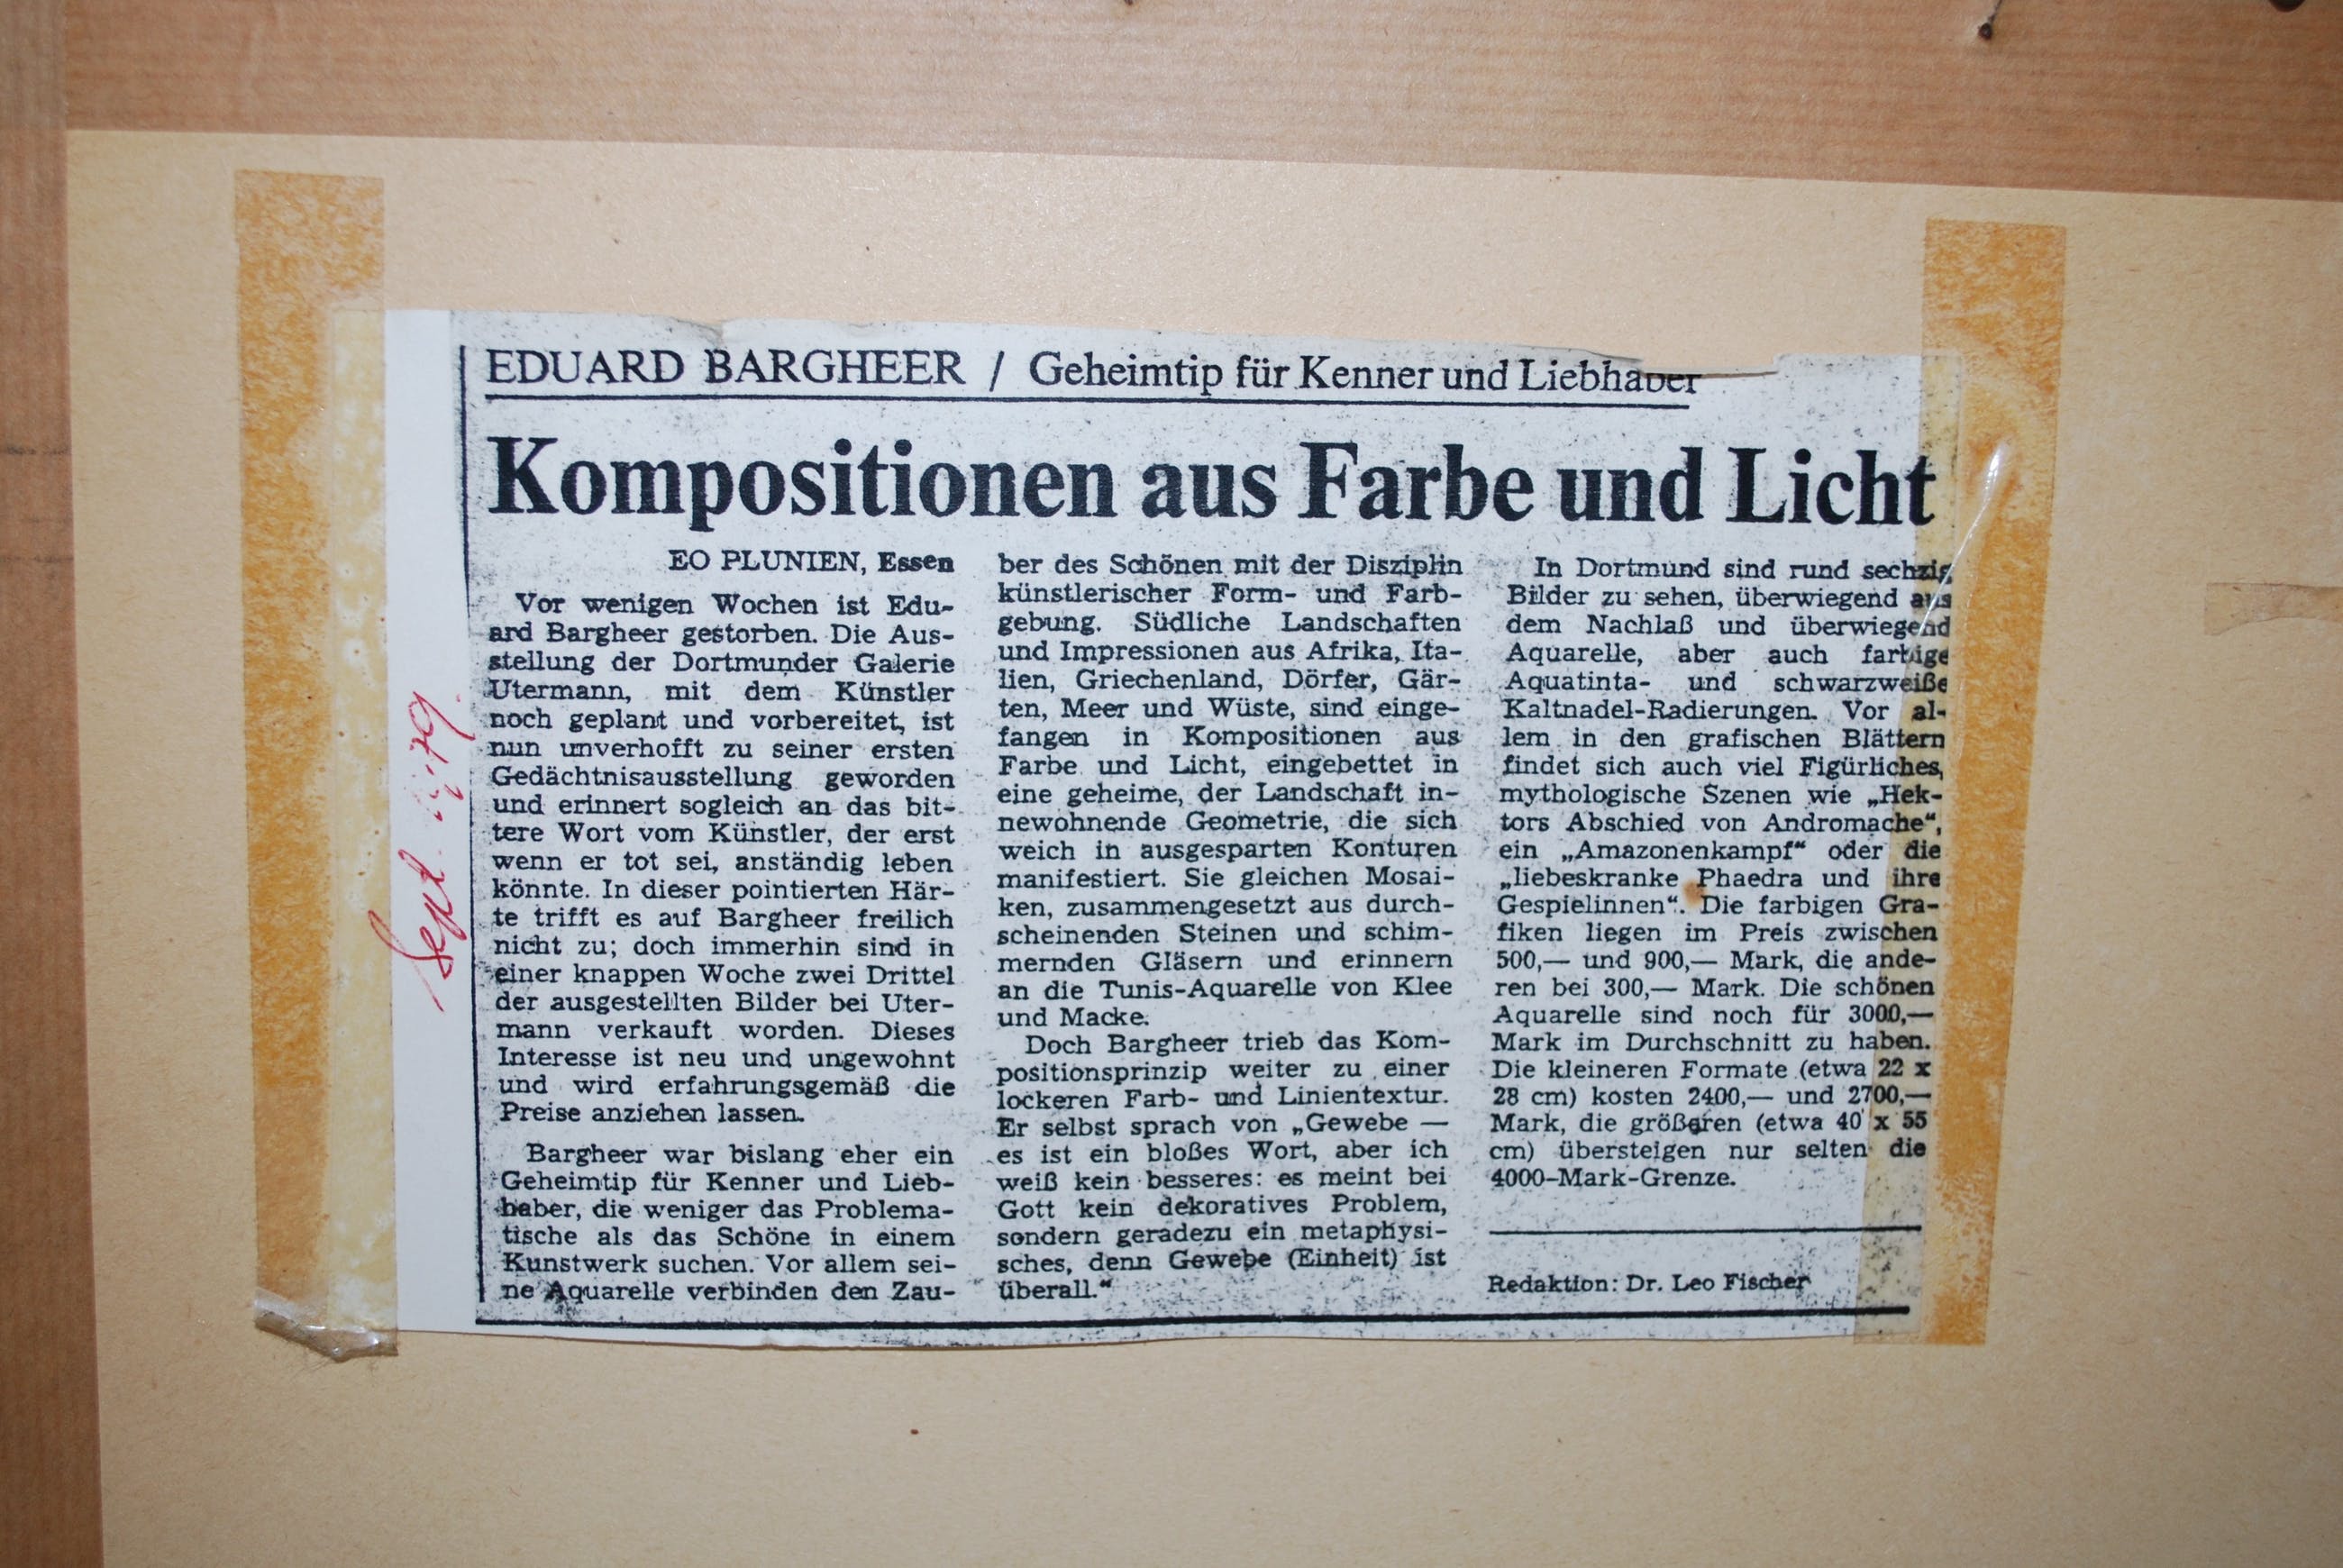 EDUARD BARGHEER / Geheimtip für Kenner und Liebhaber
Kompositionen aus Farbe und Licht
EO PLUNIEN, Essen
Vor wenigen Wochen ist Edu-
ard Bargheer gestorben. Die Aus-
stellung der Dortmunder Galerie
Utermann, mit dem Künstler
noch geplant und vorbereitet, ist
nun unverhofft zu seiner ersten
Gedächtnisausstellung geworden
und erinnert sogleich an das bit-
tere Wort vom Künstler, der erst
wenn er tot sei, anständig leben
könnte. In dieser pointierten Här-
te trifft es auf Bargheer freilich
nicht zu; doch immerhin sind in
einer knappen Woche zwei Drittel
der ausgestellten Bilder bei Uter-
mann verkauft worden. Dieses
Interesse ist neu und ungewohnt
und wird erfahrungsgemäß die
Preise anziehen lassen.
Bargheer war bislang eher ein
Geheimtip für Kenner und Lieb-
haber, die weniger das Problema-
tische als das Schöne in einem
Kunstwerk suchen. Vor allem sei-
ne Aquarelle verbinden den Zau-
ber des Schönen mit der Disziplin
künstlerischer Form- und Farb-
gebung. Südliche Landschaften
und Impressionen aus Afrika, Ita-
lien, Griechenland, Dörfer, Gär-
ten, Meer und Wüste, sind einge-
fangen in Kompositionen aus
Farbe und Licht, eingebettet in
eine geheime, der Landschaft in-
newohnende Geometrie, die sich
weich in ausgesparten Konturen
manifestiert. Sie gleichen Mosai-
ken, zusammengesetzt aus durch-
scheinenden Steinen und schim-
mernden Gläsern und erinnern
an die Tunis-Aquarelle von Klee
und Macke.
Doch Bargheer trieb das Kom-
positionsprinzip weiter zu einer
lockeren Farb- und Linientextur.
Er selbst sprach von „Gewebe —
es ist ein bloßes Wort, aber ich
weiß kein besseres: es meint bei
Gott kein dekoratives Problem,
sondern geradezu ein metaphysi-
sches, denn Gewebe (Einheit) ist
überall.“
In Dortmund sind rund sechzig
Bilder zu sehen, überwiegend aus
dem Nachlaß und überwiegend
Aquarelle, aber auch farbige
Aquatinta- und schwarzweiße
Kaltnadel-Radierungen. Vor al-
lem in den grafischen Blättern
findet sich auch viel Figürliches,
mythologische Szenen wie „Hek-
tors Abschied von Andromache“,
ein „Amazonenkampf“ oder die
„liebeskranke Phaedra und ihre
Gespielinnen“. Die farbigen Gra-
fiken liegen im Preis zwischen
500,— und 900,— Mark, die ande-
ren bei 300,— Mark. Die schönen
Aquarelle sind noch für 3000,—
Mark im Durchschnitt zu haben.
Die kleineren Formate (etwa 22 x
28 cm) kosten 2400,— und 2700,—
Mark, die größeren (etwa 40 x 55
cm) übersteigen nur selten die
4000-Mark-Grenze.
Redaktion: Dr. Leo Fischer
Sept.